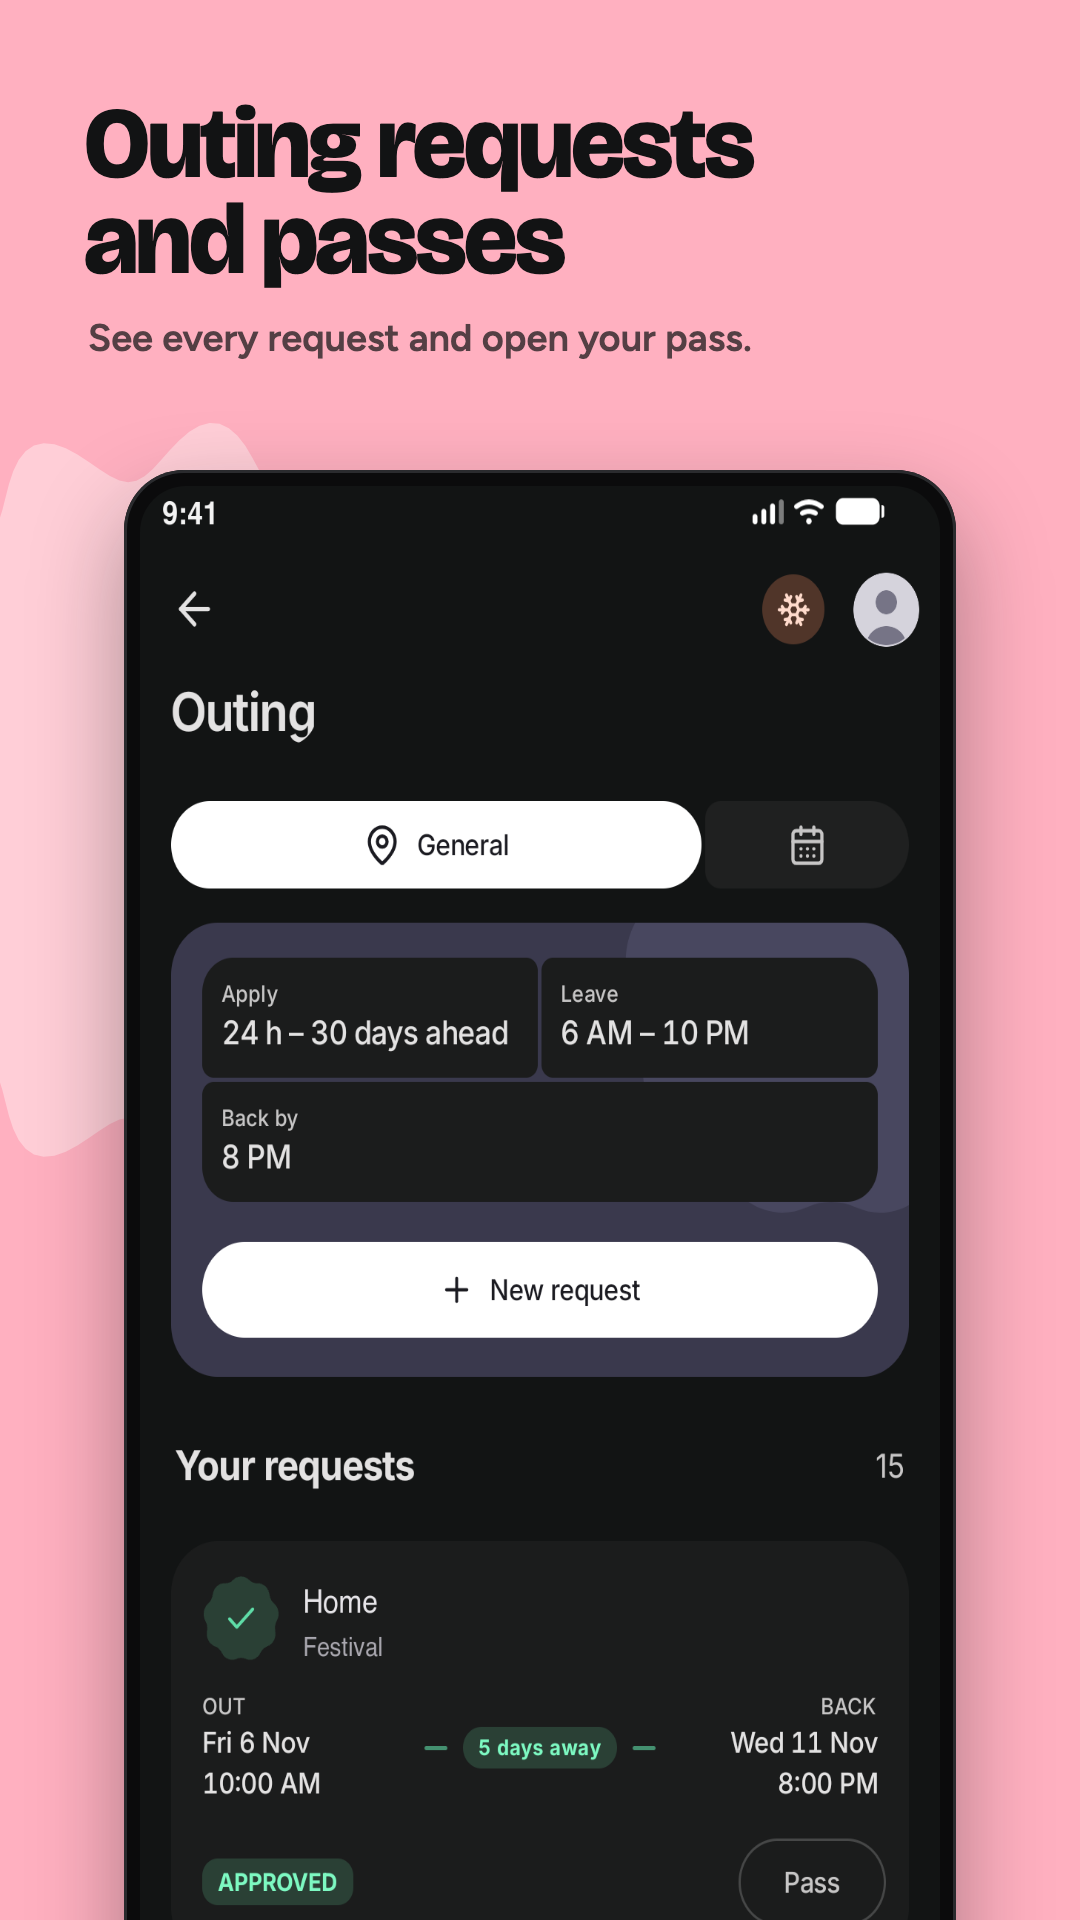 Outing requests
and passes
See every request and open your pass.
9:41
Outing
General
Apply
24 h – 30 days ahead
Leave
6 AM – 10 PM
Back by
8 PM
New request
Your requests
15
Home
Festival
OUT
Fri 6 Nov
10:00 AM
5 days away
BACK
Wed 11 Nov
8:00 PM
APPROVED
Pass